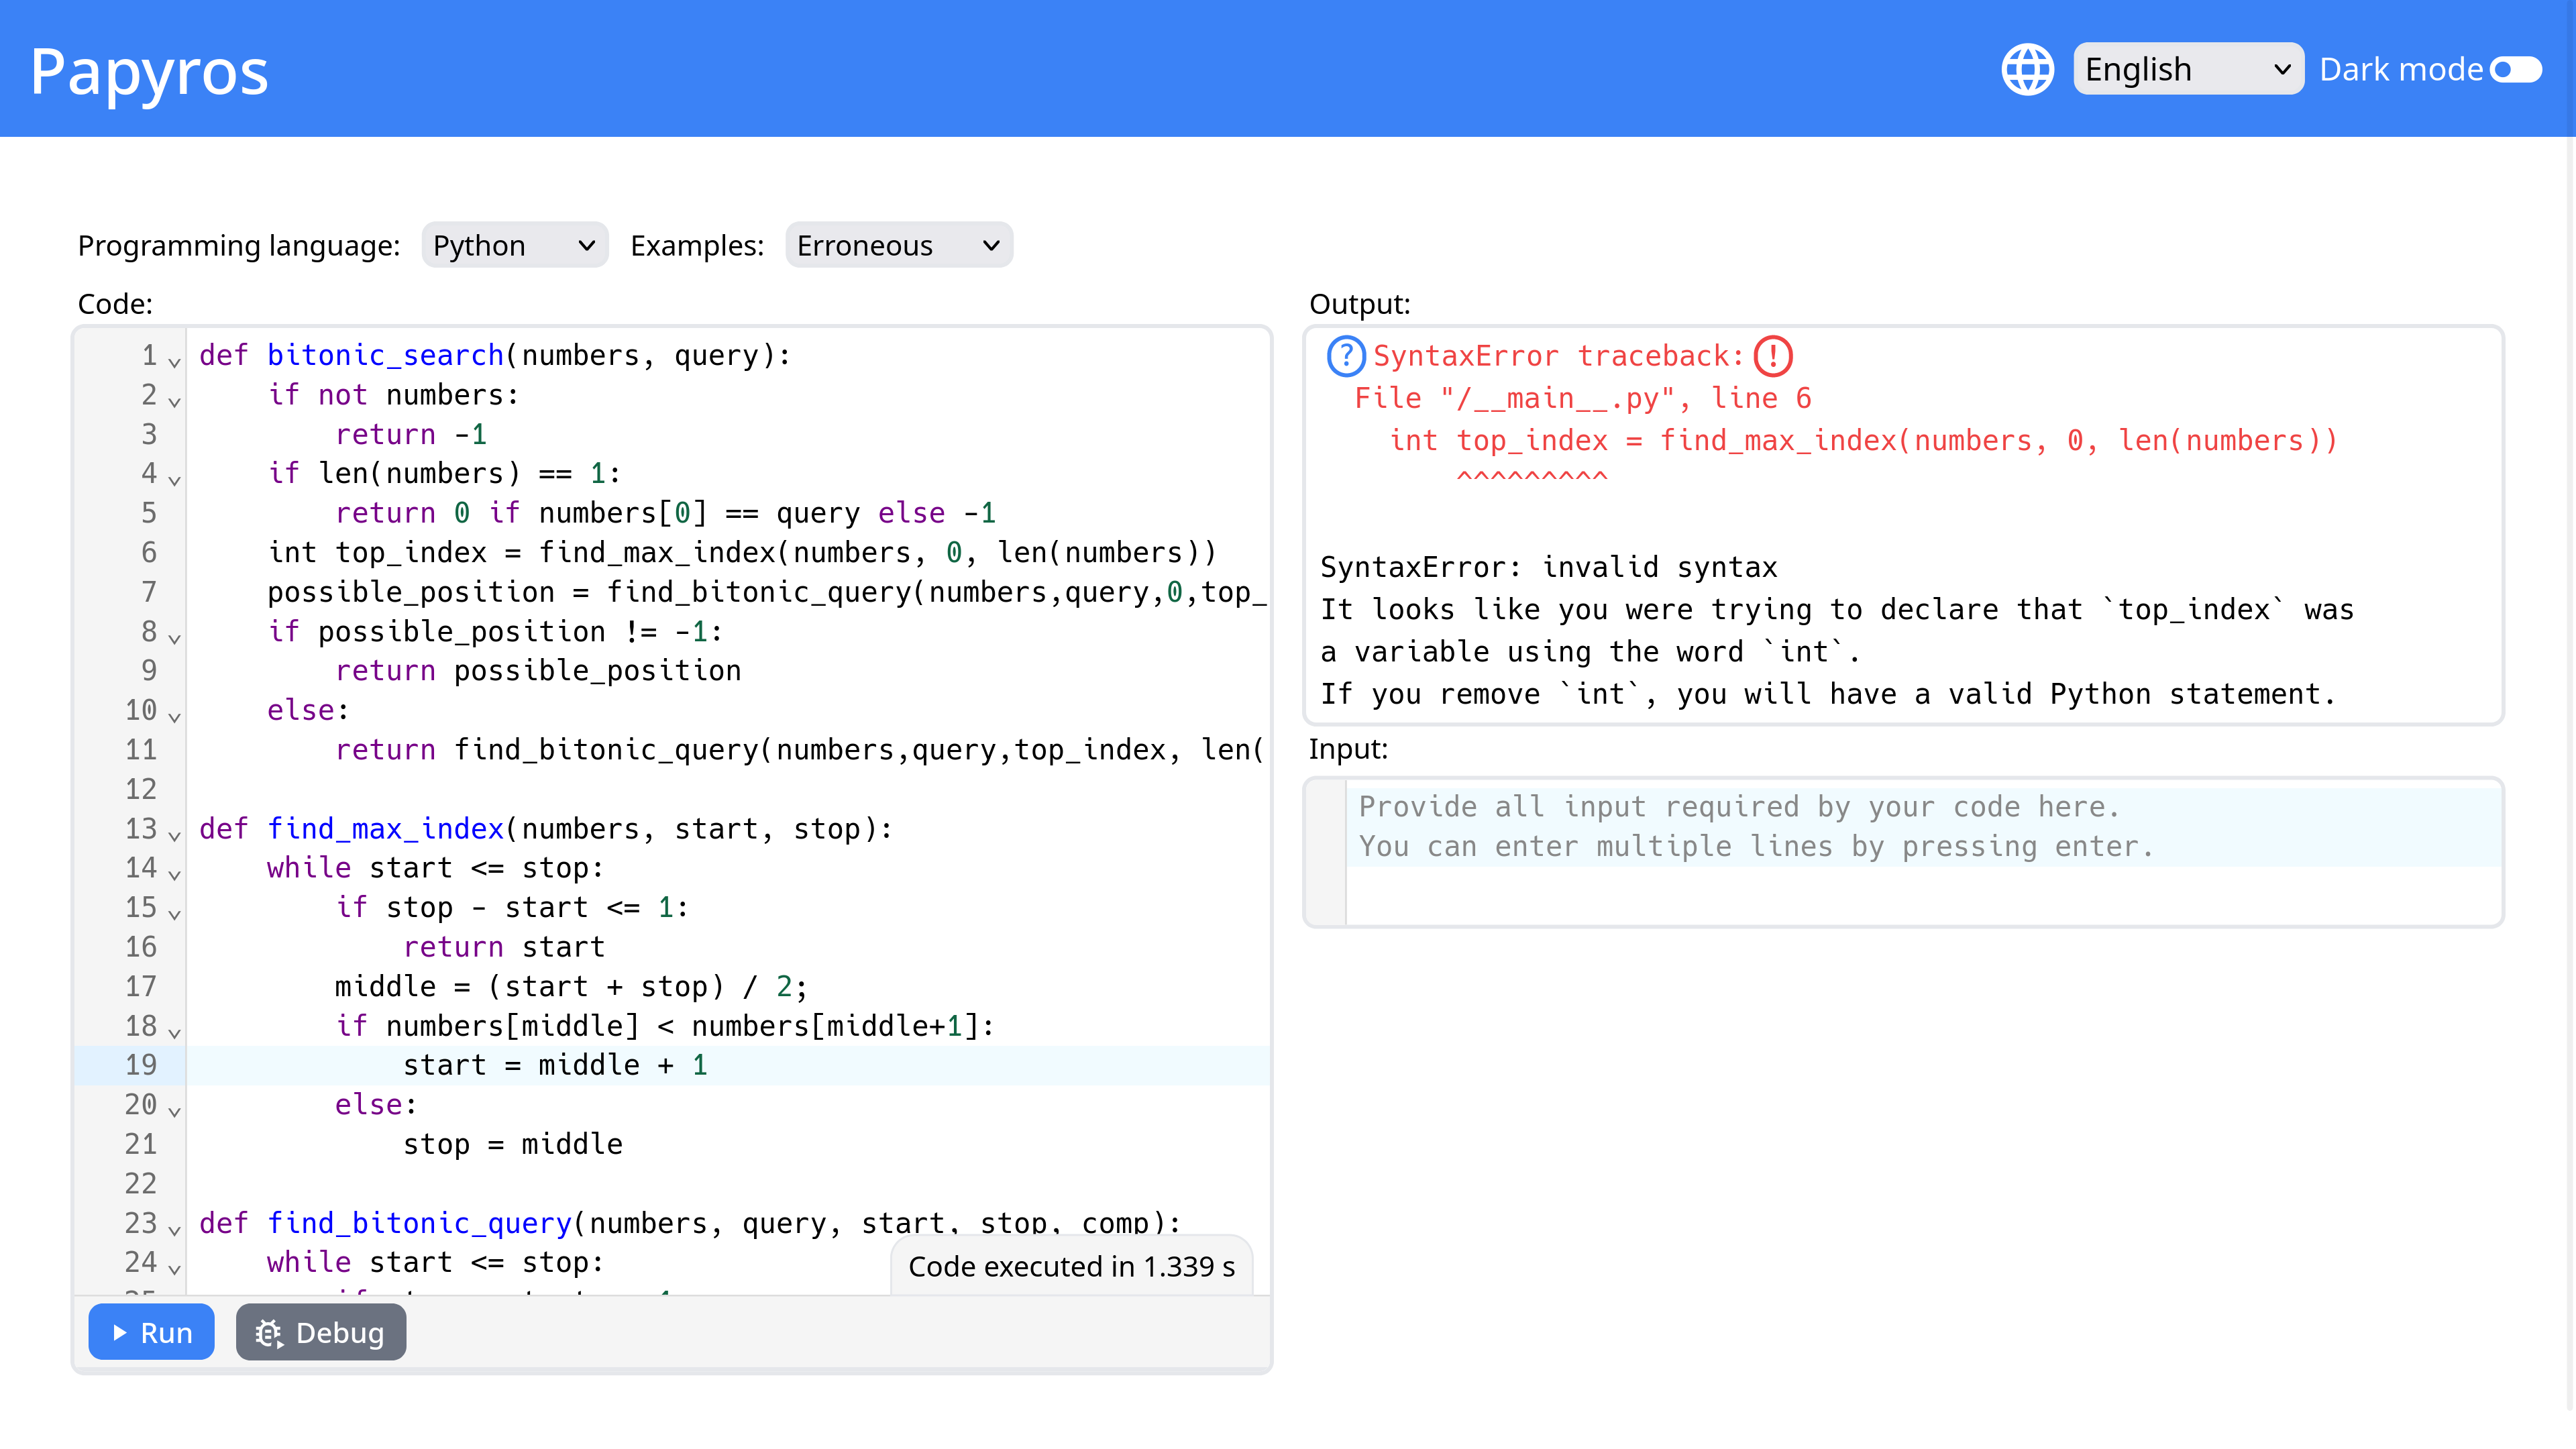 Papyros
English
Dark mode
Programming language: Python Examples: Erroneous
Code:
1 def bitonic_search(numbers, query):
2     if not numbers:
3         return -1
4     if len(numbers) == 1:
5         return 0 if numbers[0] == query else -1
6     int top_index = find_max_index(numbers, 0, len(numbers))
7     possible_position = find_bitonic_query(numbers,query,0,top_
8     if possible_position != -1:
9         return possible_position
10     else:
11         return find_bitonic_query(numbers,query,top_index, len(
12
13 def find_max_index(numbers, start, stop):
14     while start <= stop:
15         if stop - start <= 1:
16             return start
17         middle = (start + stop) / 2;
18         if numbers[middle] < numbers[middle+1]:
19             start = middle + 1
20         else:
21             stop = middle
22
23 def find_bitonic_query(numbers, query, start, stop, comp):
24     while start <= stop:
Code executed in 1.339 s
Run
Debug
Output:
? SyntaxError traceback: !
File "/__main__.py", line 6
int top_index = find_max_index(numbers, 0, len(numbers))
^^^^^^^^^
SyntaxError: invalid syntax
It looks like you were trying to declare that `top_index` was
a variable using the word `int`.
If you remove `int`, you will have a valid Python statement.
Input:
Provide all input required by your code here.
You can enter multiple lines by pressing enter.